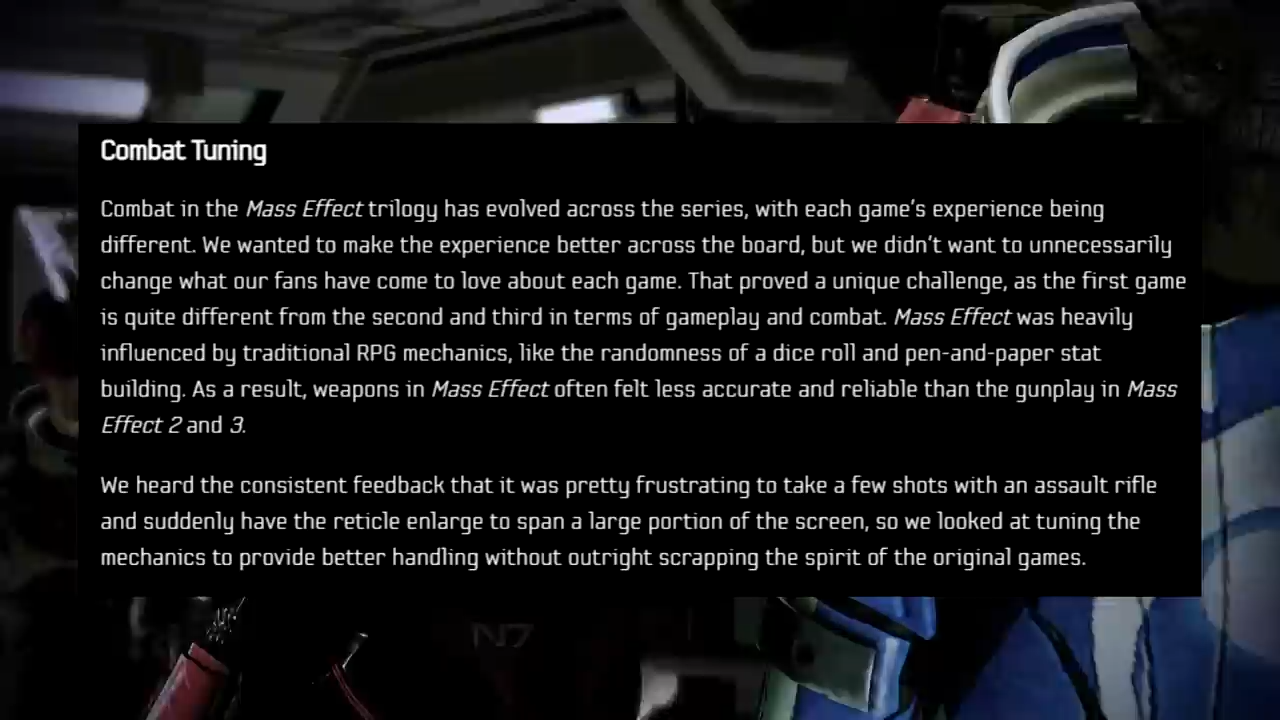 Combat Tuning
Combat in the Mass Effect trilogy has evolved across the series, with each game's experience being
different. We wanted to make the experience better across the board, but we didn't want to unnecessarily
change what our fans have come to love about each game. That proved a unique challenge, as the first game
is quite different from the second and third in terms of gameplay and combat. Mass Effect was heavily
influenced by traditional RPG mechanics, like the randomness of a dice roll and pen-and-paper stat
building. As a result, weapons in Mass Effect often felt less accurate and reliable than the gunplay in Mass
Effect 2 and 3.
We heard the consistent feedback that it was pretty frustrating to take a few shots with an assault rifle
and suddenly have the reticle enlarge to span a large portion of the screen, so we looked at tuning the
mechanics to provide better handling without outright scrapping the spirit of the original games.
N7